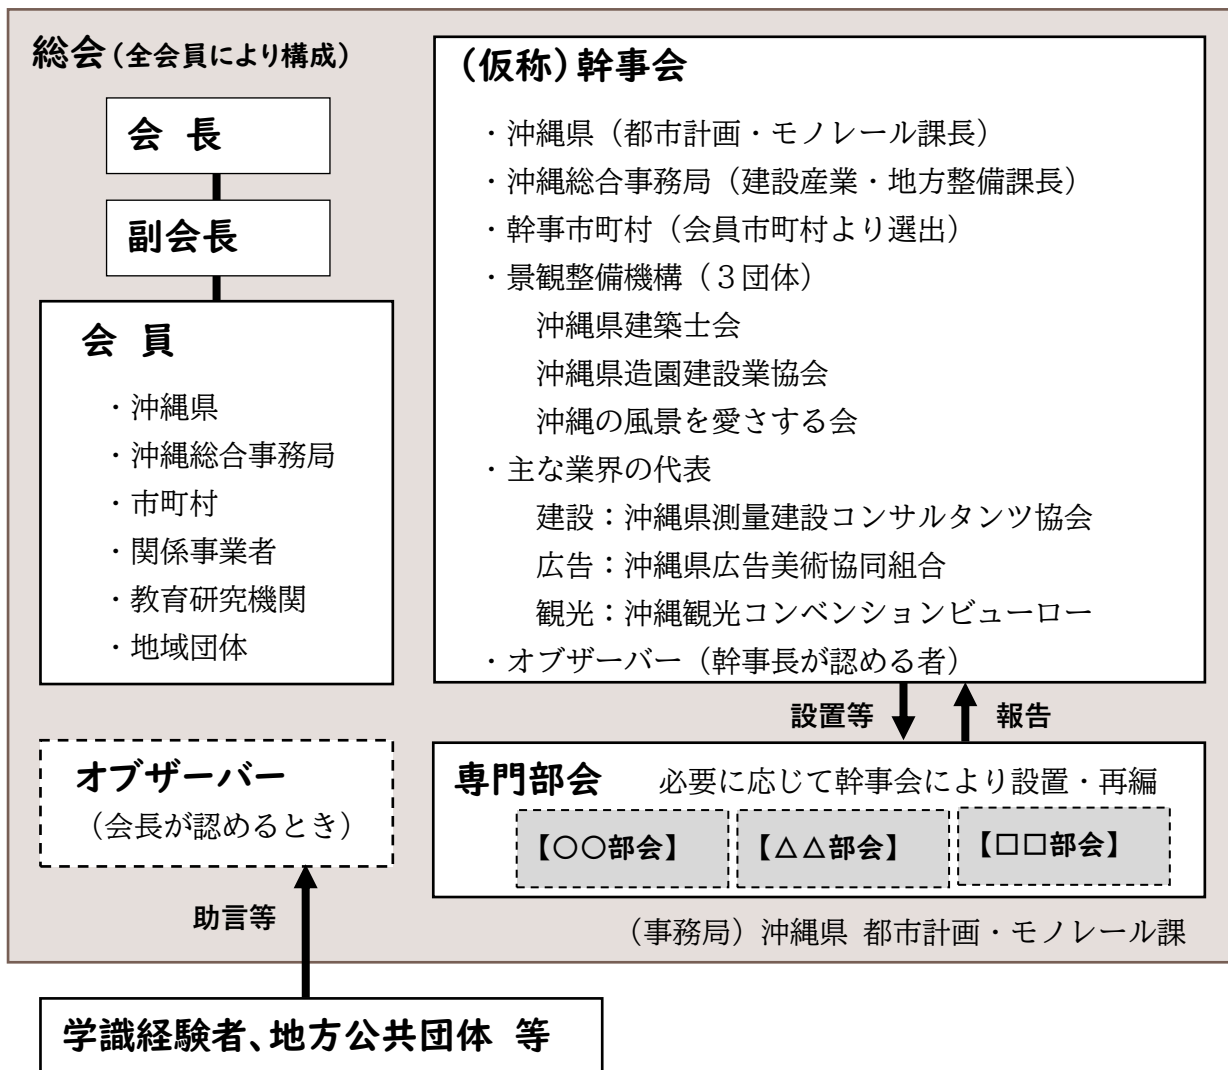 総会（全会員により構成）
会 長
副会長
会 員
・沖縄県
・沖縄総合事務局
・市町村
・関係事業者
・教育研究機関
・地域団体
（仮称）幹事会
・沖縄県（都市計画・モノレール課長）
・沖縄総合事務局（建設産業・地方整備課長）
・幹事市町村（会員市町村より選出）
・景観整備機構（３団体）
沖縄県建築士会
沖縄県造園建設業協会
沖縄の風景を愛さする会
・主な業界の代表
建設：沖縄県測量建設コンサルタンツ協会
広告：沖縄県広告美術協同組合
観光：沖縄観光コンベンションビューロー
・オブザーバー（幹事長が認める者）
設置等
報告
オブザーバー
（会長が認めるとき）
専門部会 必要に応じて幹事会により設置・再編
【○○部会】 【△△部会】 【□□部会】
助言等
（事務局）沖縄県 都市計画・モノレール課
学識経験者、地方公共団体 等